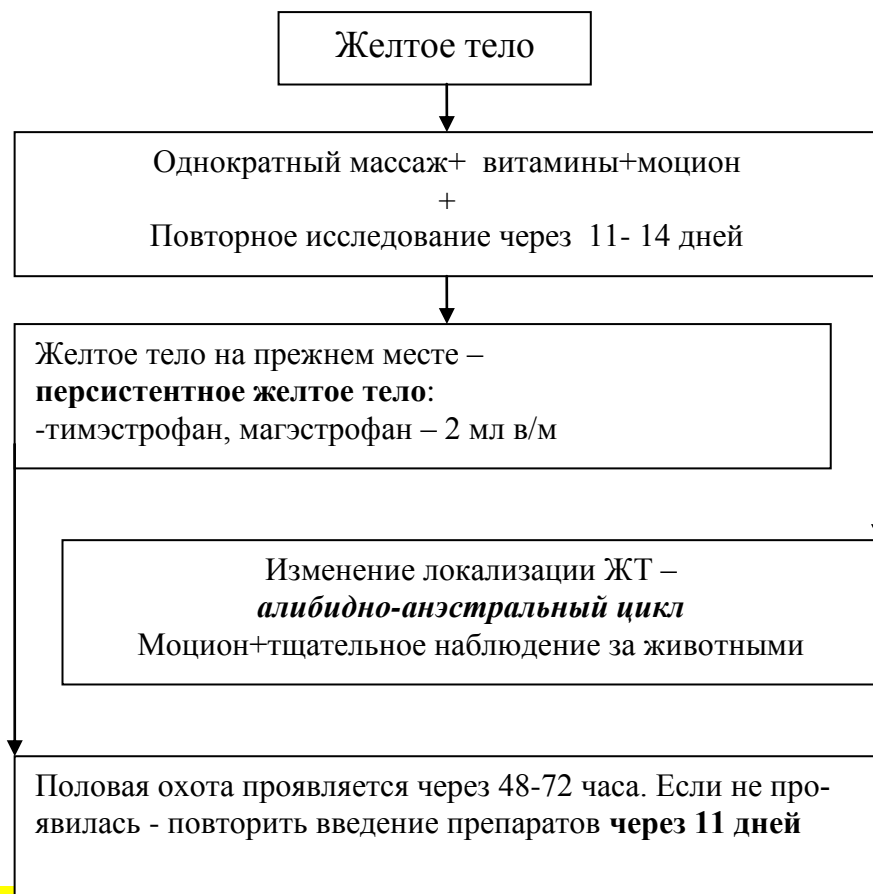 Желтое тело
Однократный массаж+ витамины+моцион
+
Повторное исследование через 11- 14 дней
Желтое тело на прежнем месте –
персистентное желтое тело:
-тимэстрофан, магэстрофан – 2 мл в/м
Изменение локализации ЖТ –
алибидно-анэстральный цикл
Моцион+тщательное наблюдение за животными
Половая охота проявляется через 48-72 часа. Если не про-
явилась - повторить введение препаратов через 11 дней